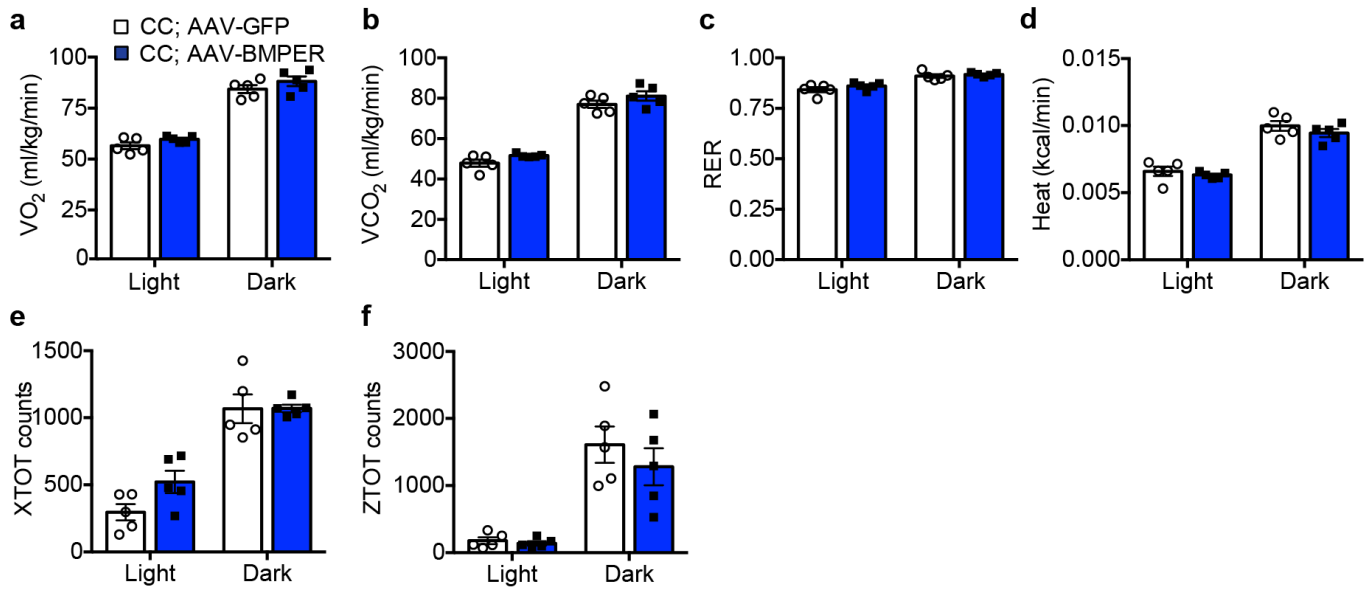 a
CC; AAV-GFP
CC; AAV-BMPER
VO2 (ml/kg/min)
100
75
50
25
0
Light Dark
b
VCO2 (ml/kg/min)
100
80
60
40
20
0
Light Dark
c
RER
1.00
0.75
0.50
0.25
0.00
Light Dark
d
Heat (kcal/min)
0.015
0.010
0.005
0.000
Light Dark
e
XTOT counts
1500
1000
500
0
Light Dark
f
ZTOT counts
3000
2000
1000
0
Light Dark